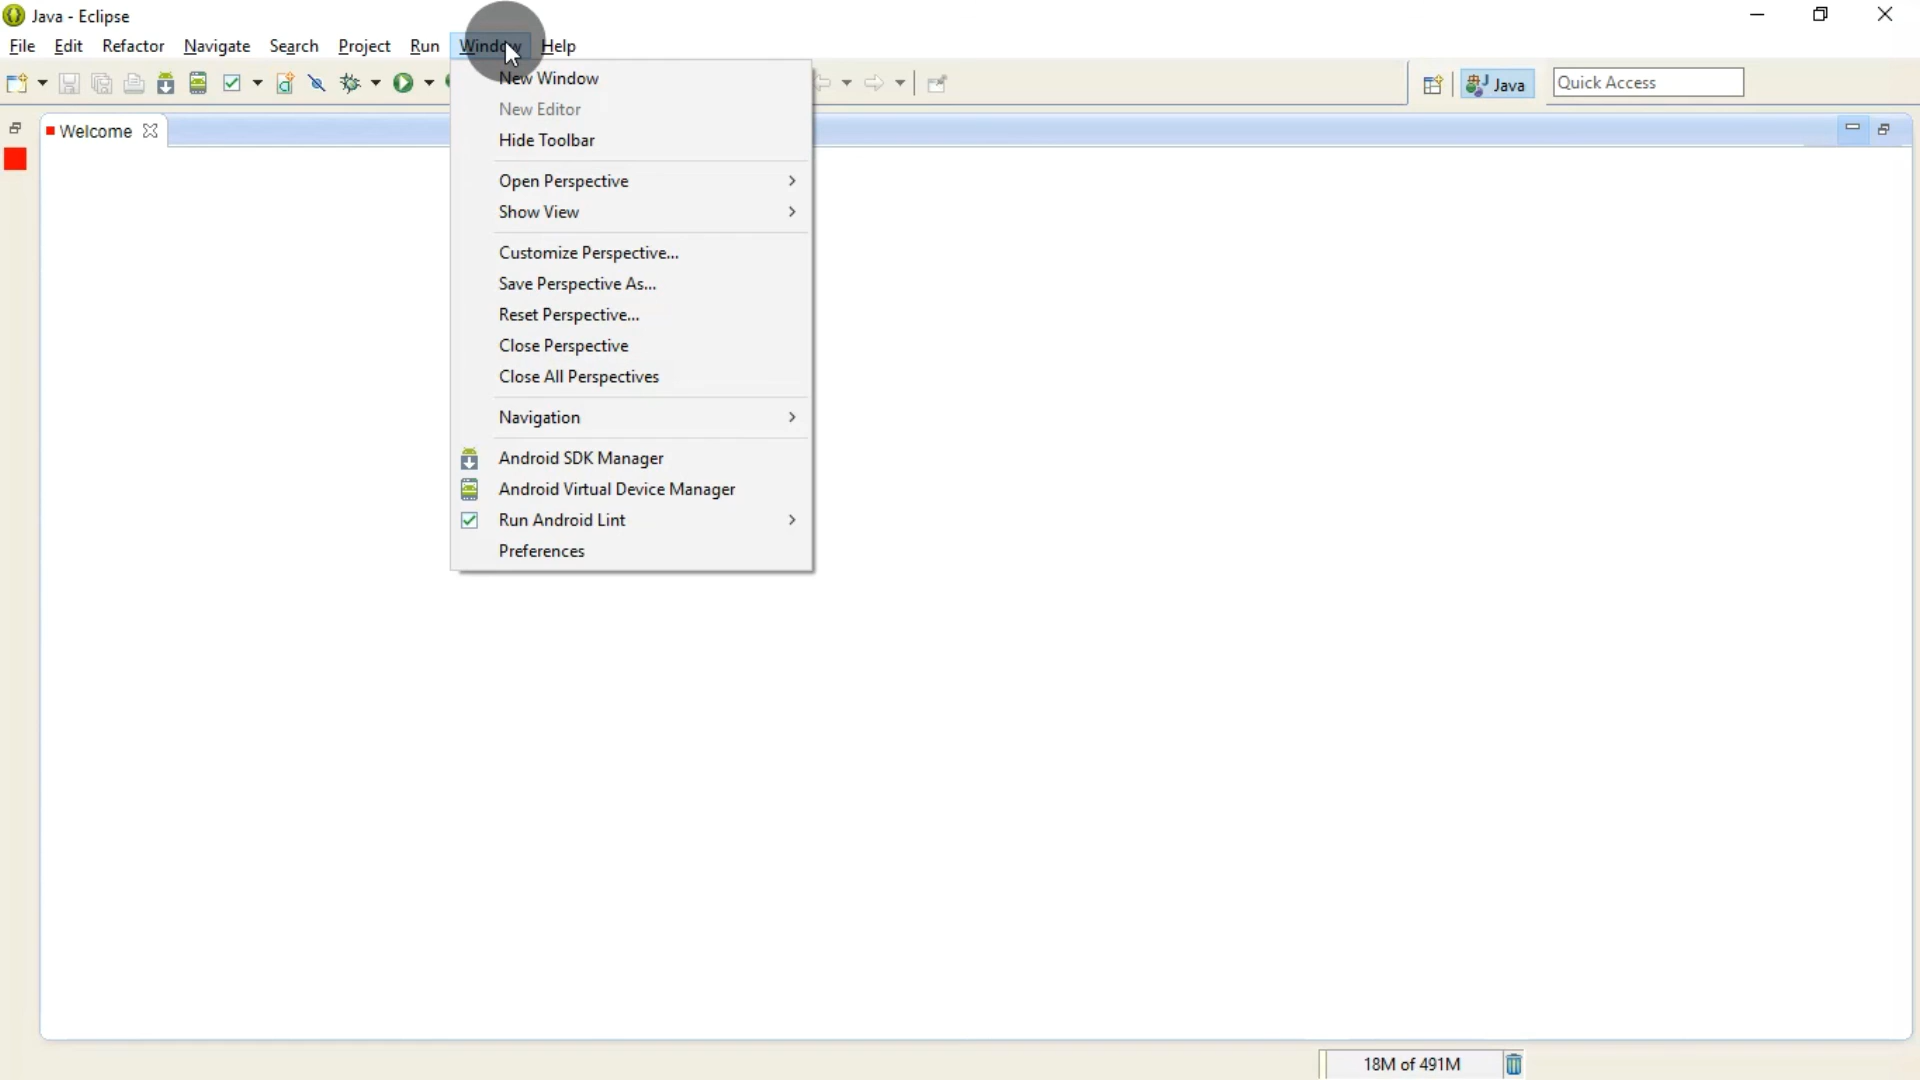 Java - Eclipse
File Edit Refactor Navigate Search Project Run Window Help
Java Quick Access
Welcome
New Window
New Editor
Hide Toolbar
Open Perspective
Show View
Customize Perspective...
Save Perspective As...
Reset Perspective...
Close Perspective
Close All Perspectives
Navigation
Android SDK Manager
Android Virtual Device Manager
Run Android Lint
Preferences
18M of 491M